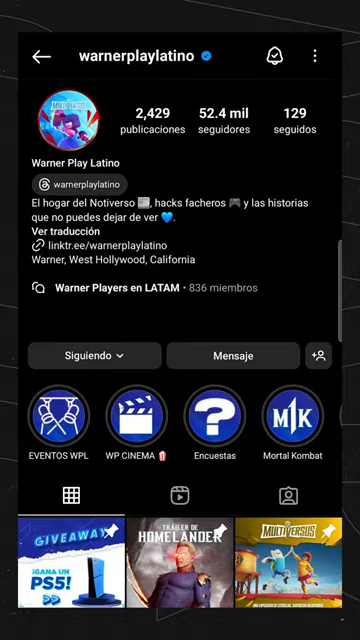 warnerplaylatino
MULTIVERSUS
2,429
52.4 mil
129
publicaciones
seguidores
seguidos
Warner Play Latino
warnerplaylatino
El hogar del Notiverso 📰, hacks facheros 🎮 y las historias
que no puedes dejar de ver 💙.
Ver traducción
linktr.ee/warnerplaylatino
Warner, West Hollywood, California
Warner Players en LATAM • 836 miembros
Siguiendo
Mensaje
EVENTOS WPL
WP CINEMA 🍿
?
Encuestas
MK1
Mortal Kombat
GIVEAWAY
¡GANA UN
PS5!
TRÁILER DE
HOMELANDER
MULTIVERSUS